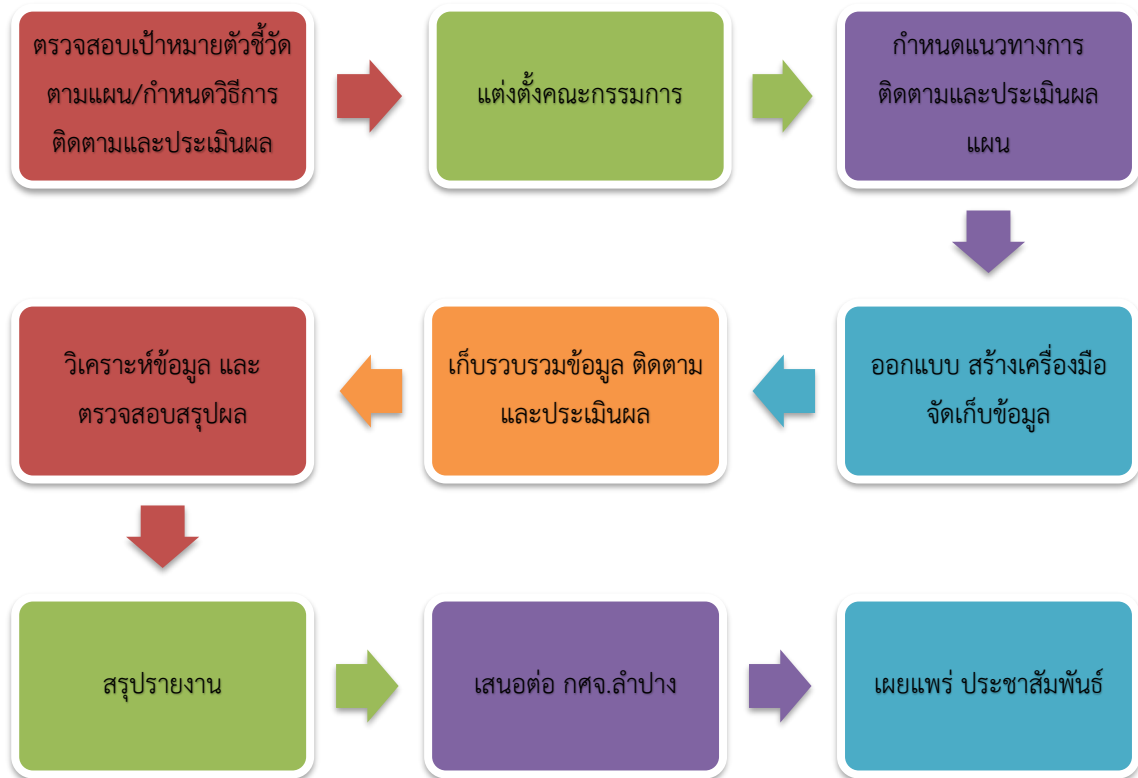 ตรวจสอบเป้าหมายตัวชี้วัด
ตามแผน/กำหนดวิธีการ
ติดตามและประเมินผล
แต่งตั้งคณะกรรมการ
กำหนดแนวทางการ
ติดตามและประเมินผล
แผน
ออกแบบ สร้างเครื่องมือ
จัดเก็บข้อมูล
เก็บรวบรวมข้อมูล ติดตาม
และประเมินผล
วิเคราะห์ข้อมูล และ
ตรวจสอบสรุปผล
สรุปรายงาน
เสนอต่อ กศจ.ลำปาง
เผยแพร่ ประชาสัมพันธ์